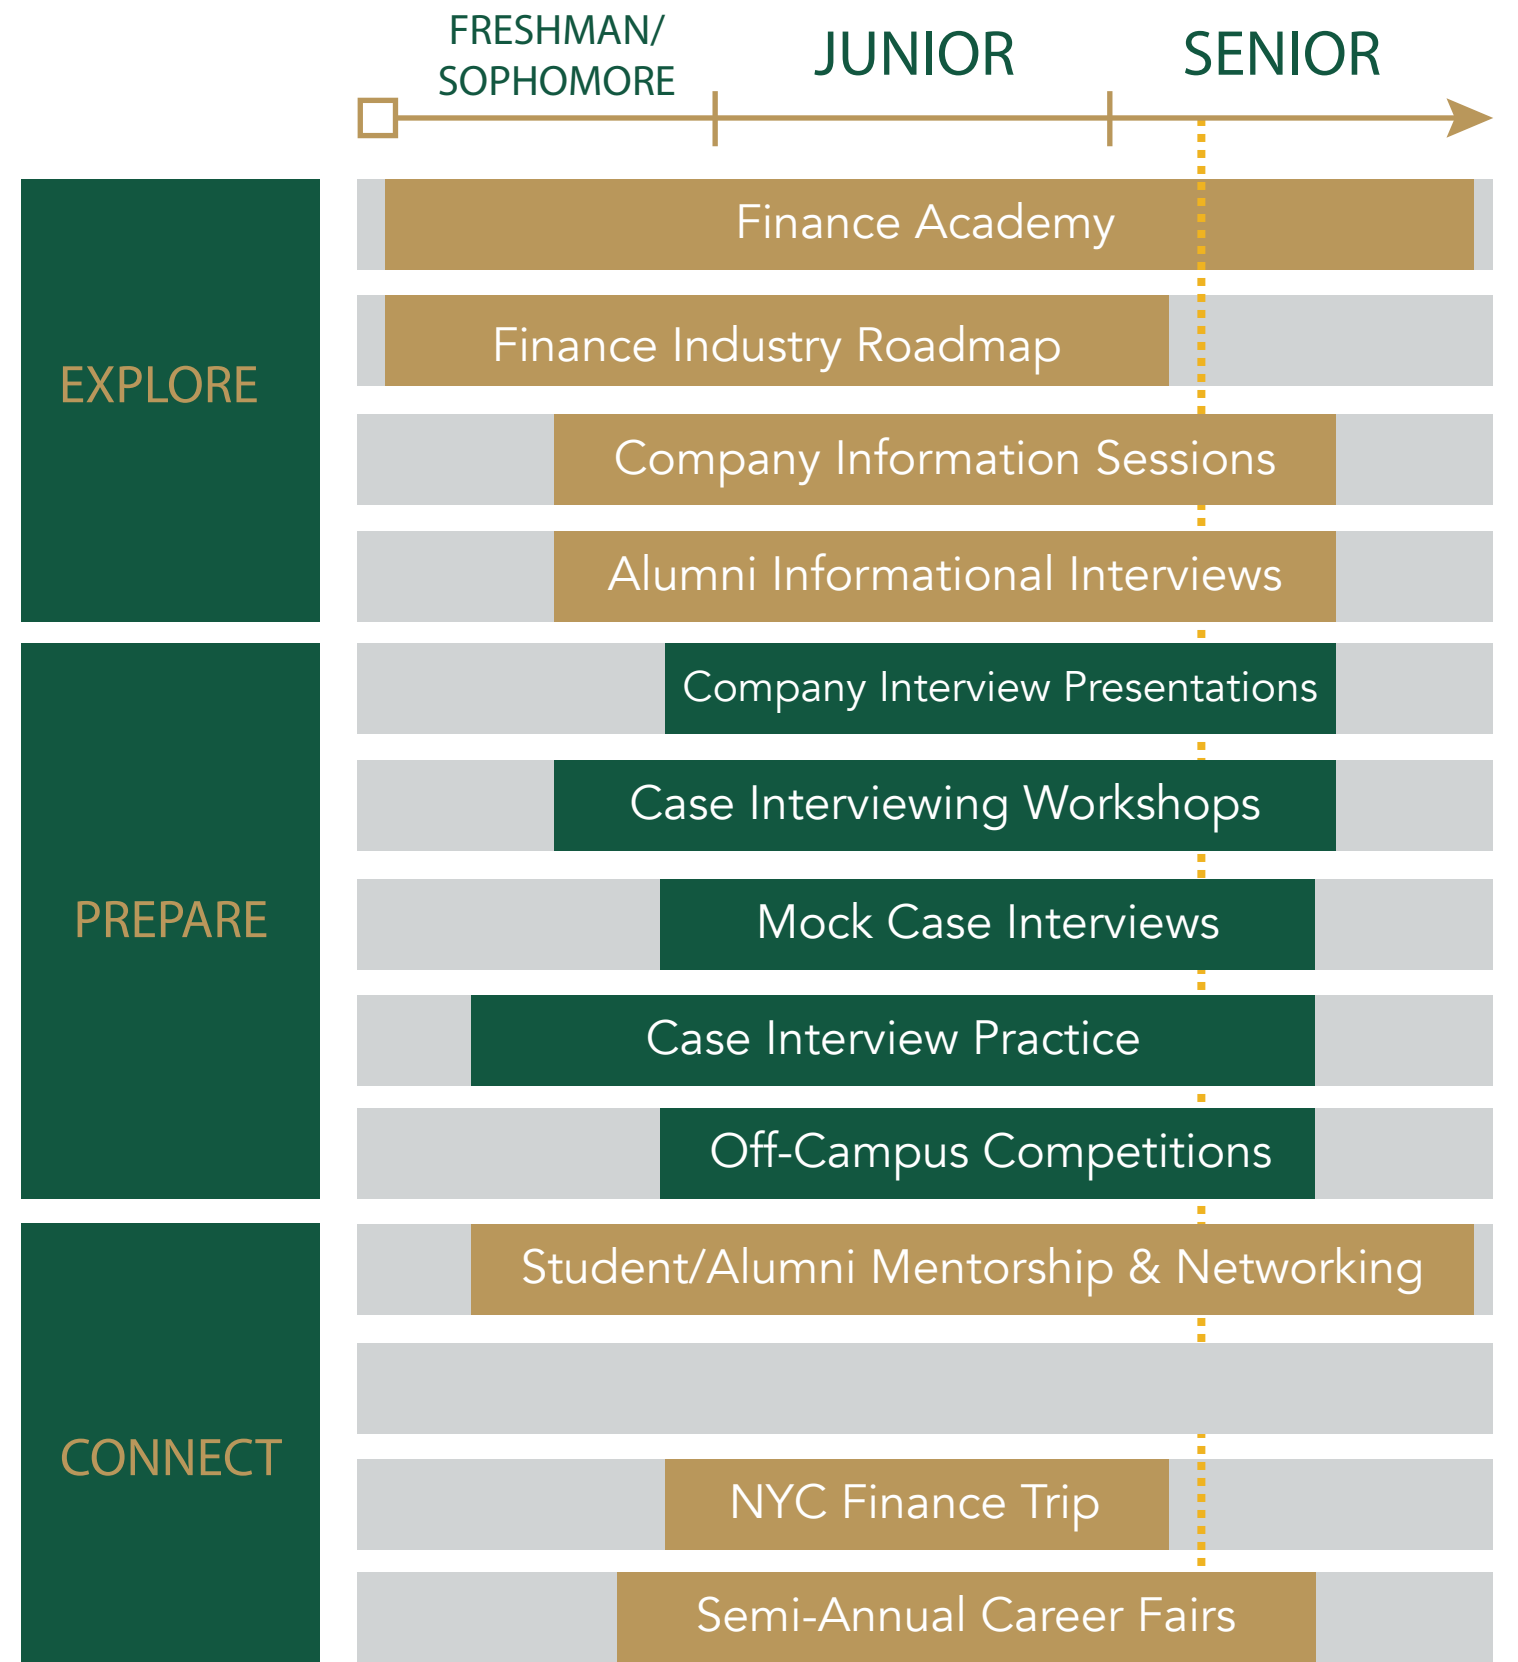 FRESHMAN/
SOPHOMORE
JUNIOR
SENIOR
EXPLORE
Finance Academy
Finance Industry Roadmap
Company Information Sessions
Alumni Informational Interviews
PREPARE
Company Interview Presentations
Case Interviewing Workshops
Mock Case Interviews
Case Interview Practice
Off-Campus Competitions
CONNECT
Student/Alumni Mentorship & Networking
NYC Finance Trip
Semi-Annual Career Fairs